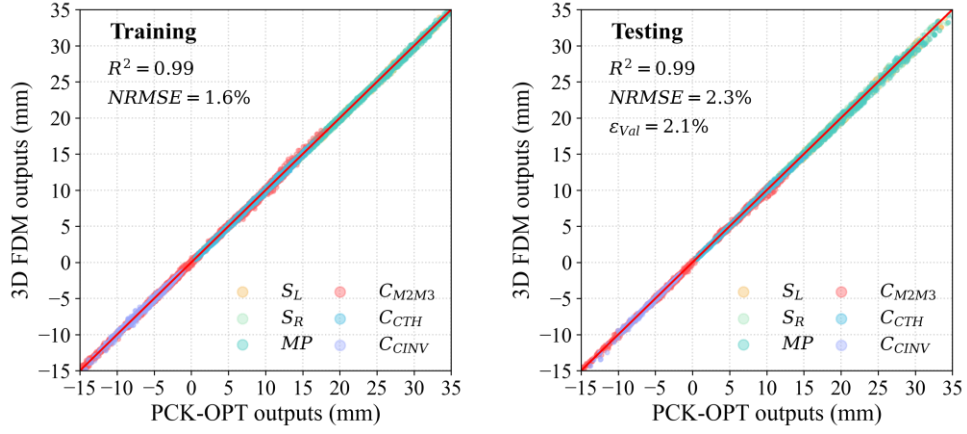 Training
R² = 0.99
NRMSE = 1.6%
35
30
25
20
15
10
5
0
−5
−10
−15
3D FDM outputs (mm)
S_L
C_M2M3
S_R
C_CTH
MP
C_CINV
−15 −10 −5 0 5 10 15 20 25 30 35
PCK-OPT outputs (mm)
Testing
R² = 0.99
NRMSE = 2.3%
ε_Val = 2.1%
35
30
25
20
15
10
5
0
−5
−10
−15
3D FDM outputs (mm)
S_L
C_M2M3
S_R
C_CTH
MP
C_CINV
−15 −10 −5 0 5 10 15 20 25 30 35
PCK-OPT outputs (mm)